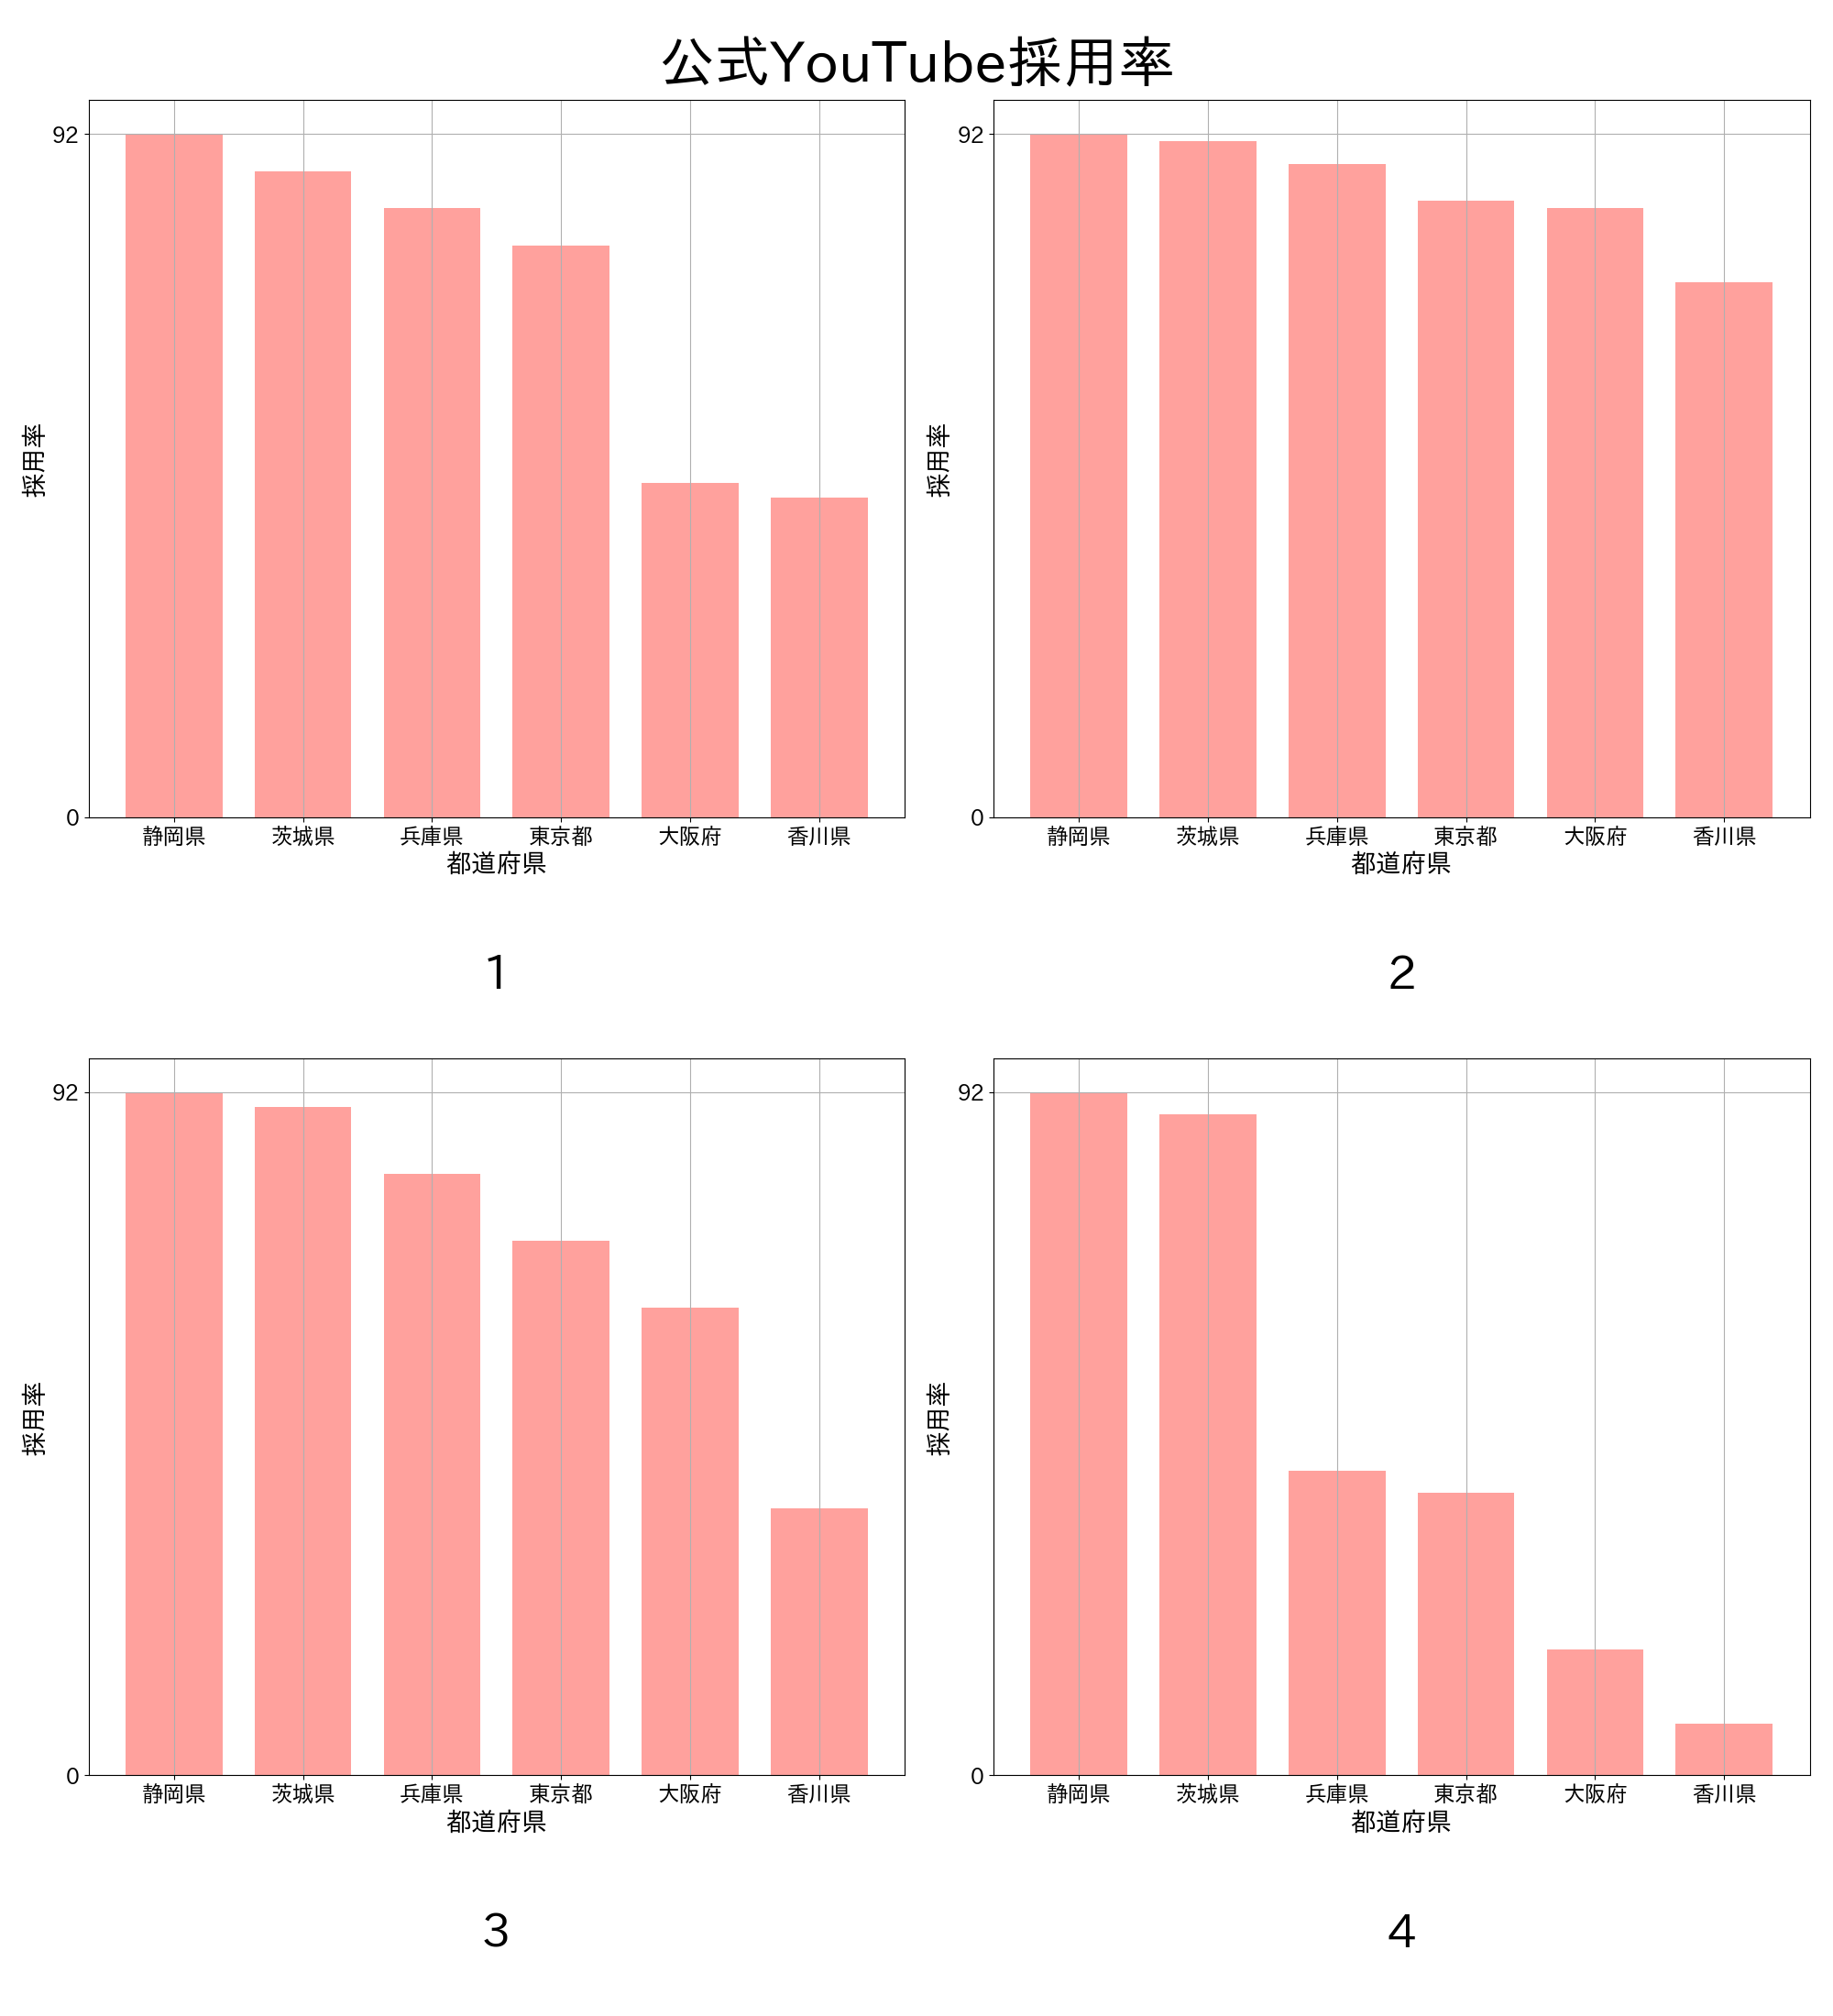 公式YouTube採用率
92
0
採用率
静岡県 茨城県 兵庫県 東京都 大阪府 香川県
都道府県
1
92
0
採用率
静岡県 茨城県 兵庫県 東京都 大阪府 香川県
都道府県
2
92
0
採用率
静岡県 茨城県 兵庫県 東京都 大阪府 香川県
都道府県
3
92
0
採用率
静岡県 茨城県 兵庫県 東京都 大阪府 香川県
都道府県
4